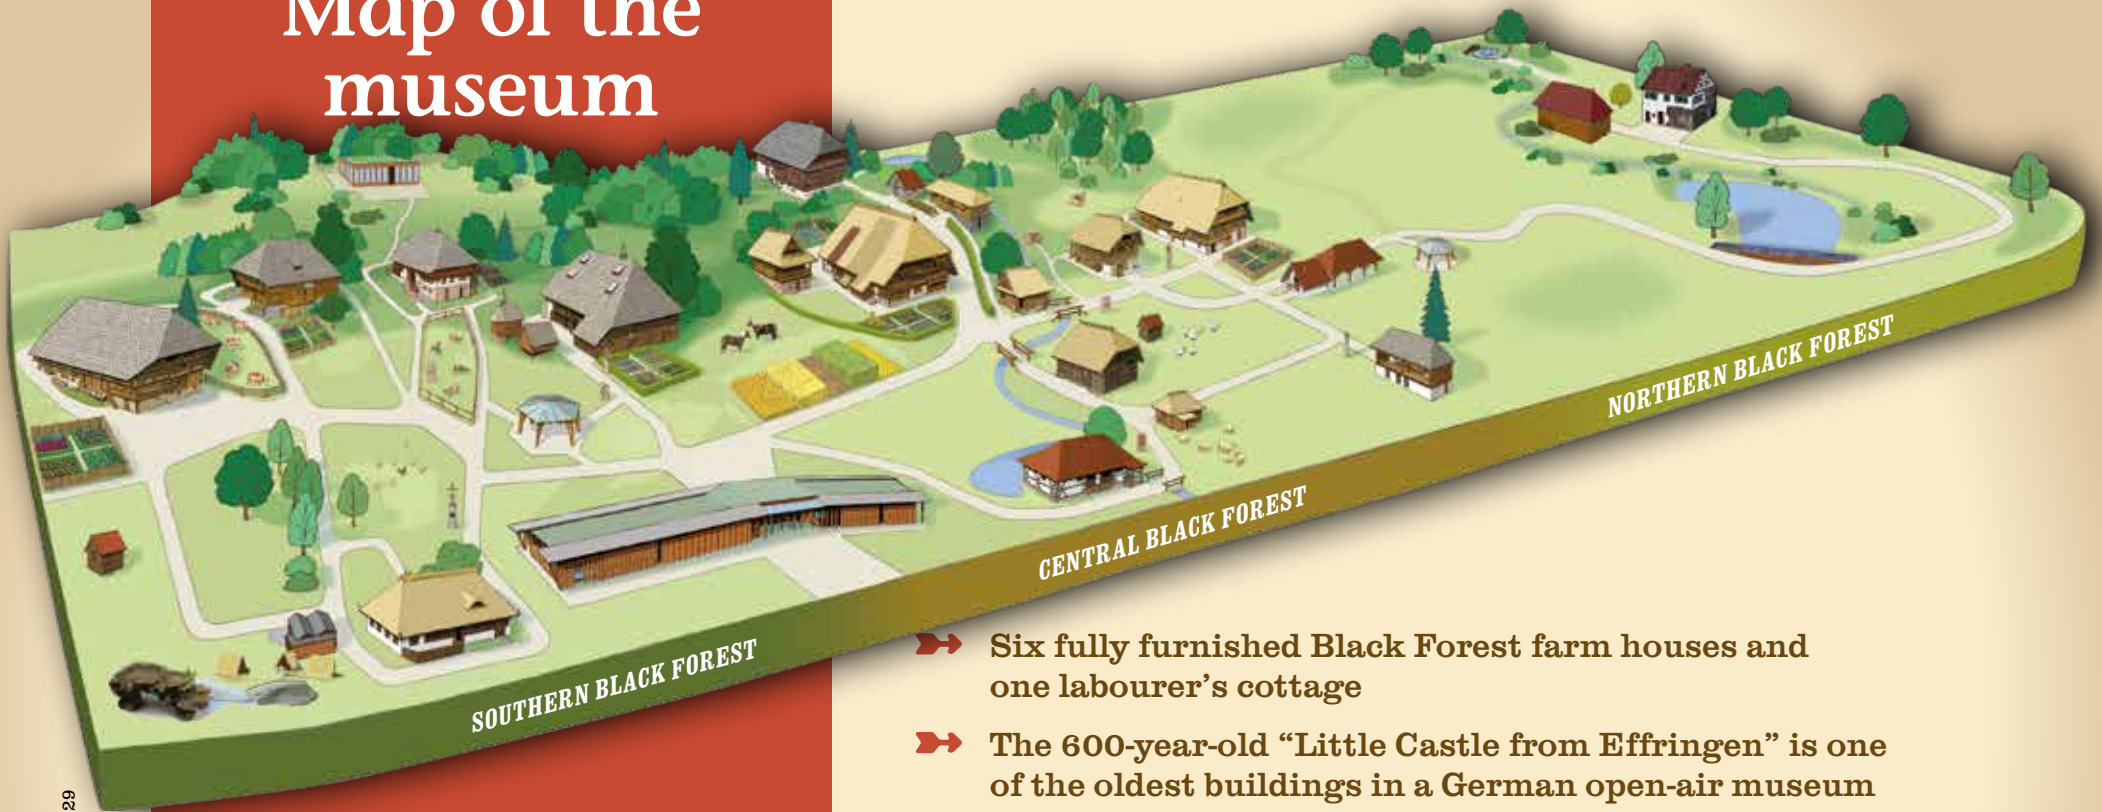 Map of the
museum
NORTHERN BLACK FOREST
CENTRAL BLACK FOREST
SOUTHERN BLACK FOREST
Six fully furnished Black Forest farm houses and
one labourer’s cottage
The 600-year-old “Little Castle from Effringen” is one
of the oldest buildings in a German open-air museum
29